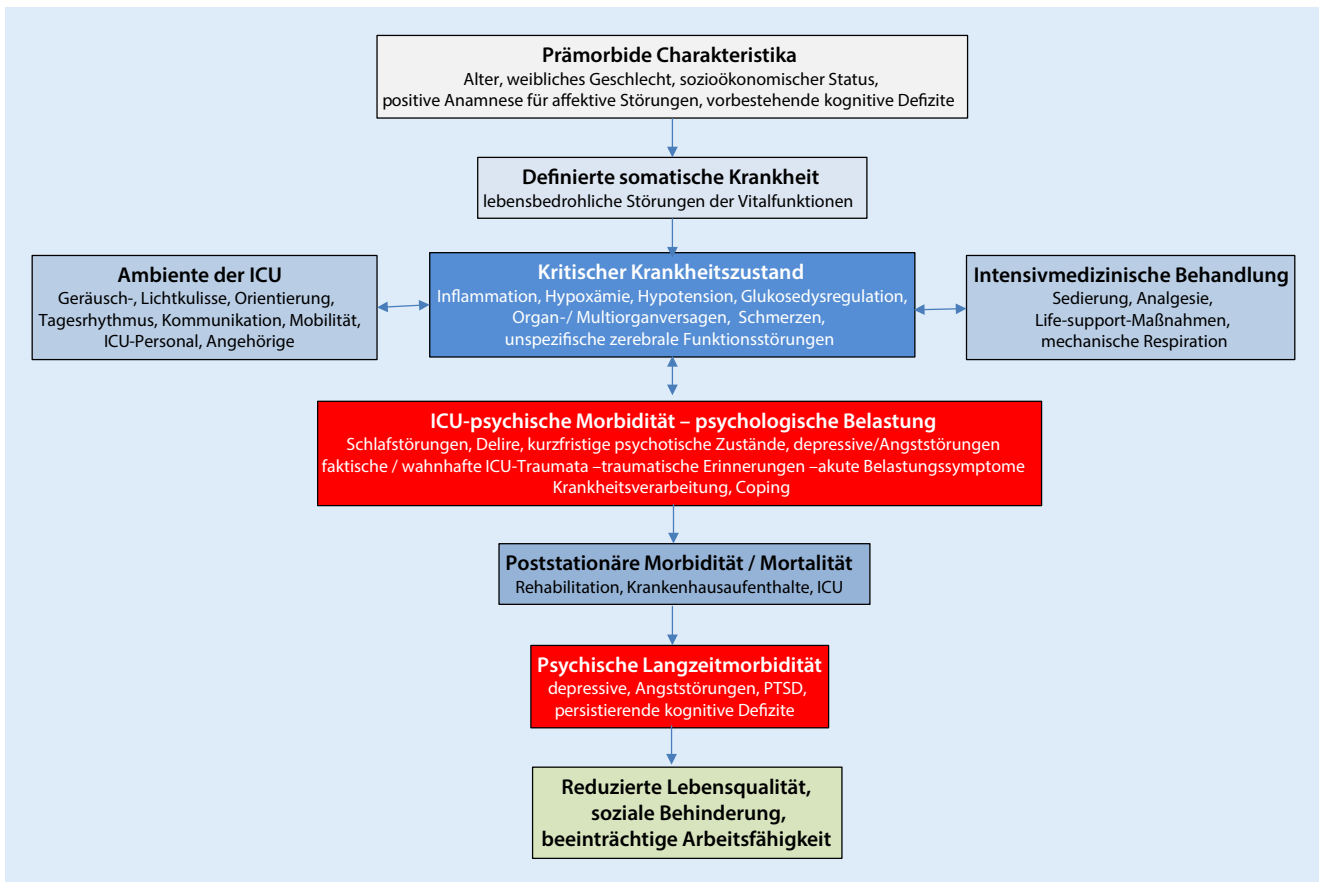 Prämorbide Charakteristika
Alter, weibliches Geschlecht, sozioökonomischer Status,
positive Anamnese für affektive Störungen, vorbestehende kognitive Defizite
Definierte somatische Krankheit
lebensbedrohliche Störungen der Vitalfunktionen
Ambiente der ICU
Geräusch-, Lichtkulisse, Orientierung,
Tagesrhythmus, Kommunikation, Mobilität,
ICU-Personal, Angehörige
Kritischer Krankheitszustand
Inflammation, Hypoxämie, Hypotension, Glukosedysregulation,
Organ-/ Multiorganversagen, Schmerzen,
unspezifische zerebrale Funktionsstörungen
Intensivmedizinische Behandlung
Sedierung, Analgesie,
Life-support-Maßnahmen,
mechanische Respiration
ICU-psychische Morbidität – psychologische Belastung
Schlafstörungen, Delire, kurzfristige psychotische Zustände, depressive/Angststörungen
faktische / wahnhafte ICU-Traumata –traumatische Erinnerungen –akute Belastungssymptome
Krankheitsverarbeitung, Coping
Poststationäre Morbidität / Mortalität
Rehabilitation, Krankenhausaufenthalte, ICU
Psychische Langzeitmorbidität
depressive, Angststörungen, PTSD,
persistierende kognitive Defizite
Reduzierte Lebensqualität,
soziale Behinderung,
beeinträchtige Arbeitsfähigkeit